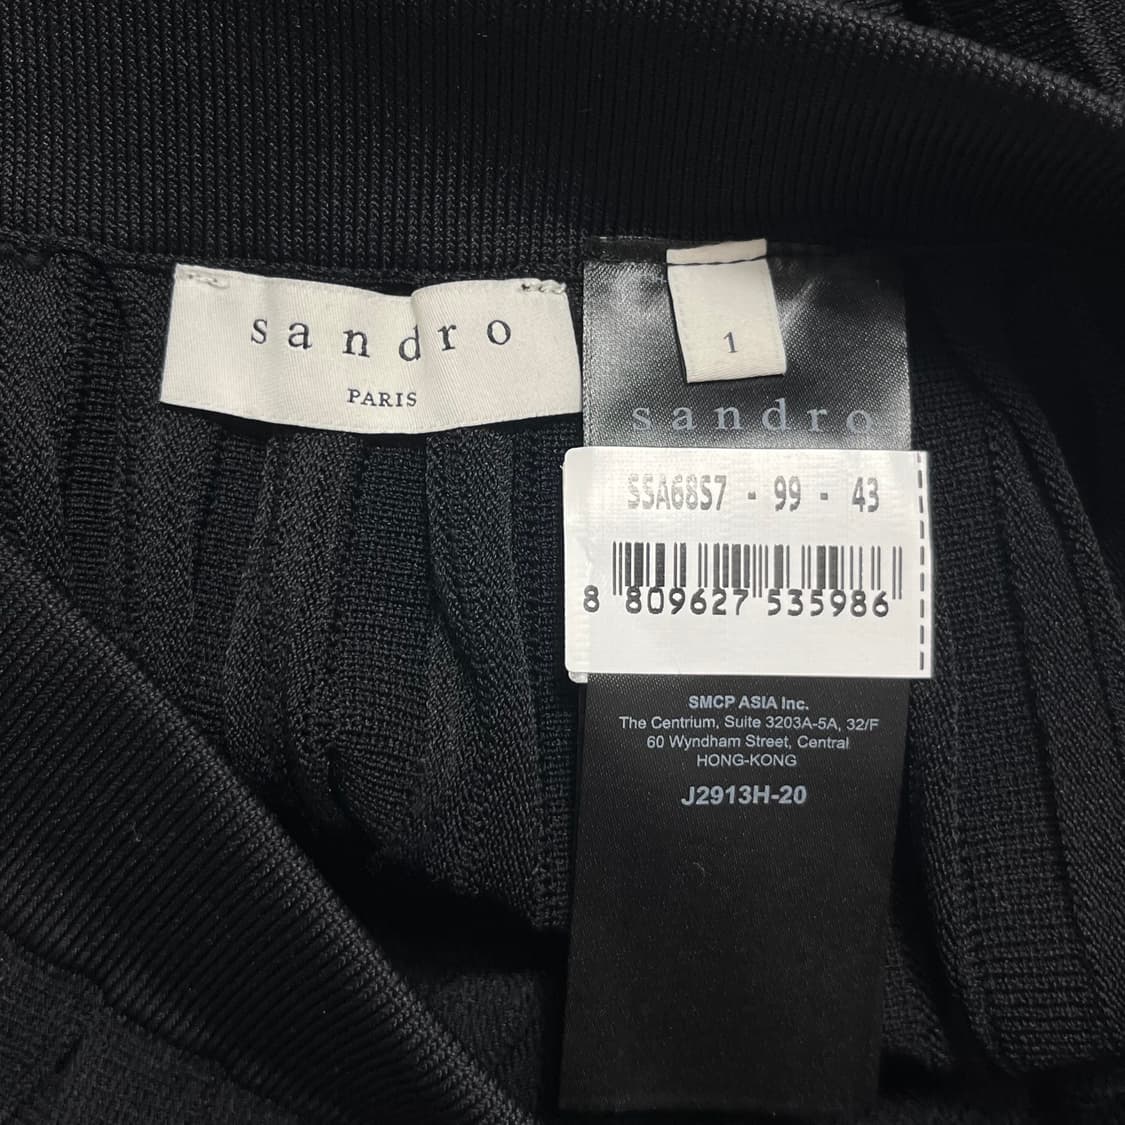 sandro
PARIS
1
sandro
SSA68S7 - 99 - 43
8 809627 535986
SMCP ASIA Inc.
The Centrium, Suite 3203A-5A, 32/F
60 Wyndham Street, Central
HONG-KONG
J2913H-20